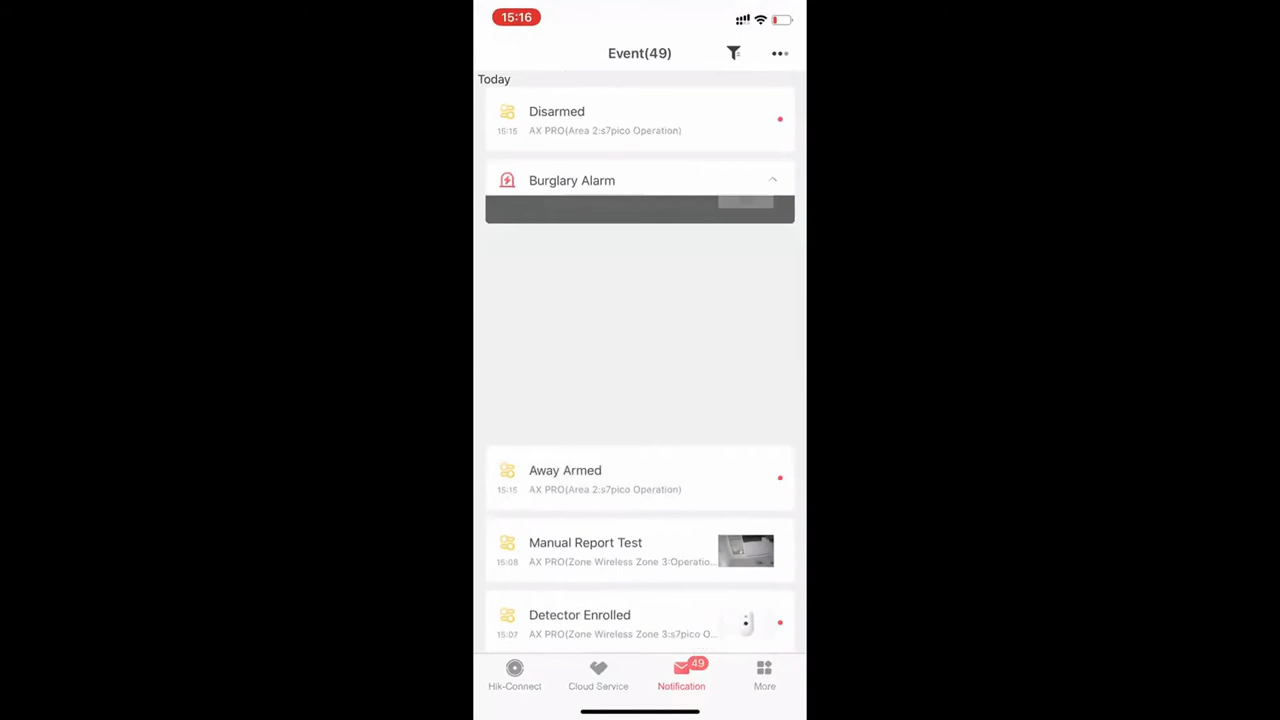 15:16
Event(49)
Today
Disarmed
15:15 AX PRO(Area 2:s7pico Operation)
Burglary Alarm
Away Armed
15:15 AX PRO(Area 2:s7pico Operation)
Manual Report Test
15:08 AX PRO(Zone Wireless Zone 3:Operatio...
Detector Enrolled
15:07 AX PRO(Zone Wireless Zone 3:s7pico O...
49
Hik-Connect Cloud Service Notification More